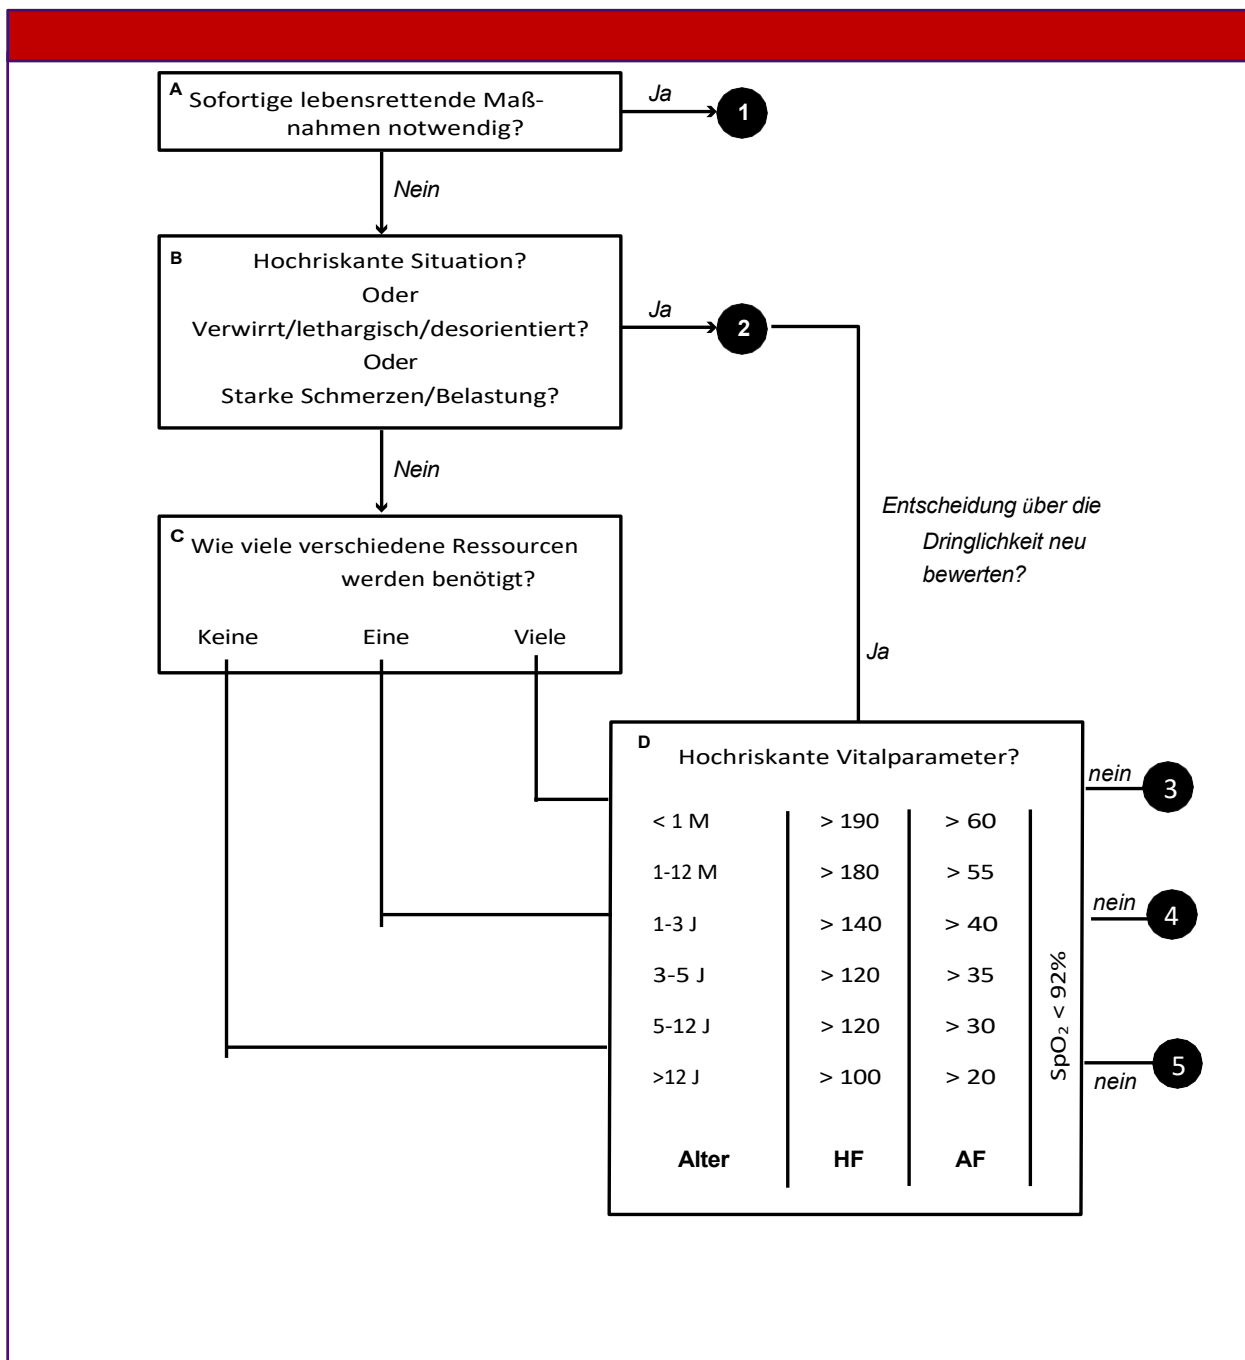 A
Sofortige lebensrettende Maß-
nahmen notwendig?
Ja
1
Nein
B
Hochriskante Situation?
Oder
Verwirrt/lethargisch/desorientiert?
Oder
Starke Schmerzen/Belastung?
Ja
2
Nein
Entscheidung über die
Dringlichkeit neu
bewerten?
Ja
C
Wie viele verschiedene Ressourcen
werden benötigt?
Keine Eine Viele
D
Hochriskante Vitalparameter?
< 1 M > 190 > 60
1-12 M > 180 > 55
1-3 J > 140 > 40
3-5 J > 120 > 35
5-12 J > 120 > 30
>12 J > 100 > 20
Alter HF AF
SpO₂ < 92%
nein
3
nein
4
nein
5